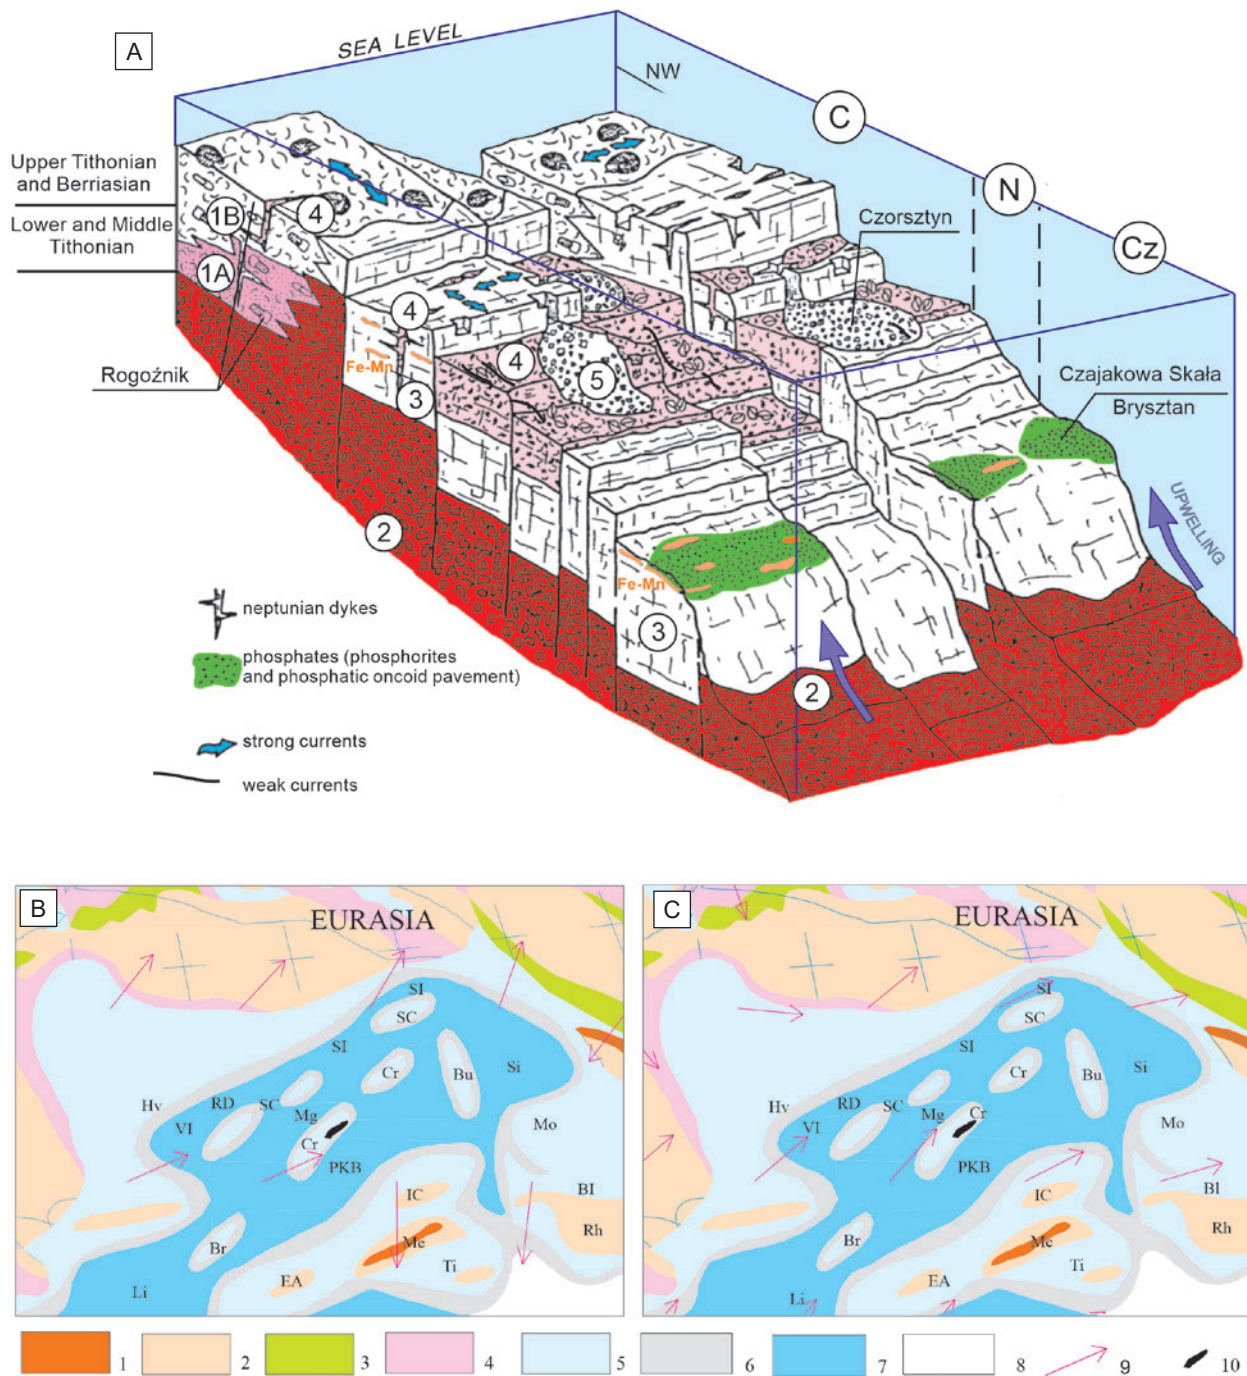 A
SEA LEVEL
NW
C
N
Cz
Upper Tithonian
and Berriasian
Lower and Middle
Tithonian
1B
4
1A
Rogoźnik
Czorsztyn
Czajakowa Skała
Brysztan
4
Fe-Mn
3
4
5
2
UPWELLING
Fe-Mn
3
2
neptunian dykes
phosphates (phosphorites
and phosphatic oncoid pavement)
strong currents
weak currents
B
EURASIA
SI
SC
SI
Cr
Bu
Si
Hv
RD
SC
VI
Mg
Cr
Mo
PKB
IC
BI
Br
Me
Rh
EA
Ti
Li
C
EURASIA
SI
SC
SI
Cr
Bu
Si
Hv
RD
SC
VI
Mg
Cr
Mo
PKB
IC
BI
Br
Me
Rh
EA
Ti
Li
1 2 3 4 5 6 7 8 9 10